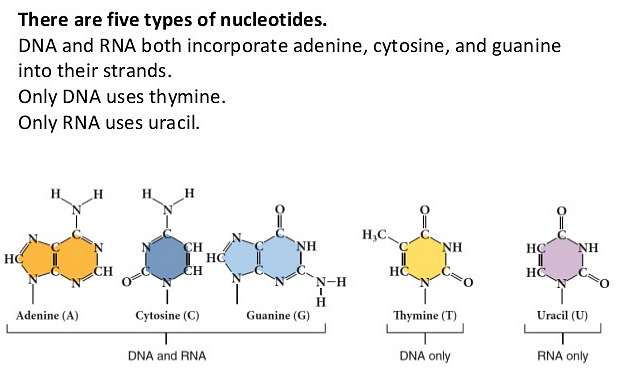 There are five types of nucleotides.
DNA and RNA both incorporate adenine, cytosine, and guanine
into their strands.
Only DNA uses thymine.
Only RNA uses uracil.
H H N C N C N CH N C N HC
H H N C CH CH N C O N
O C NH C N–H H N C C N HC
O C NH C O N HC C H₃C
O C NH C O N HC HC
Adenine (A) Cytosine (C) Guanine (G) Thymine (T) Uracil (U)
DNA and RNA DNA only RNA only